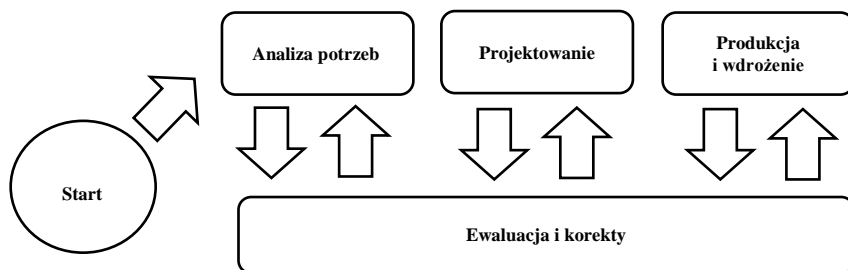 Analiza potrzeb
Projektowanie
Produkcja
i wdrożenie
Start
Ewaluacja i korekty